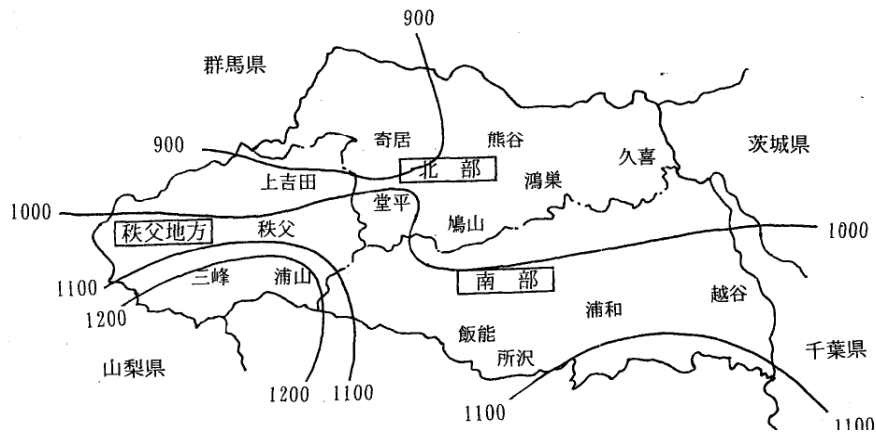 900
群馬県
900
寄居
熊谷
久喜
茨城県
上吉田
北部
鴻巣
1000
堂平
秩父地方
秩父
鳩山
1000
1100
三峰
浦山
南部
越谷
1200
浦和
飯能
千葉県
山梨県
所沢
1200
1100
1100
1100